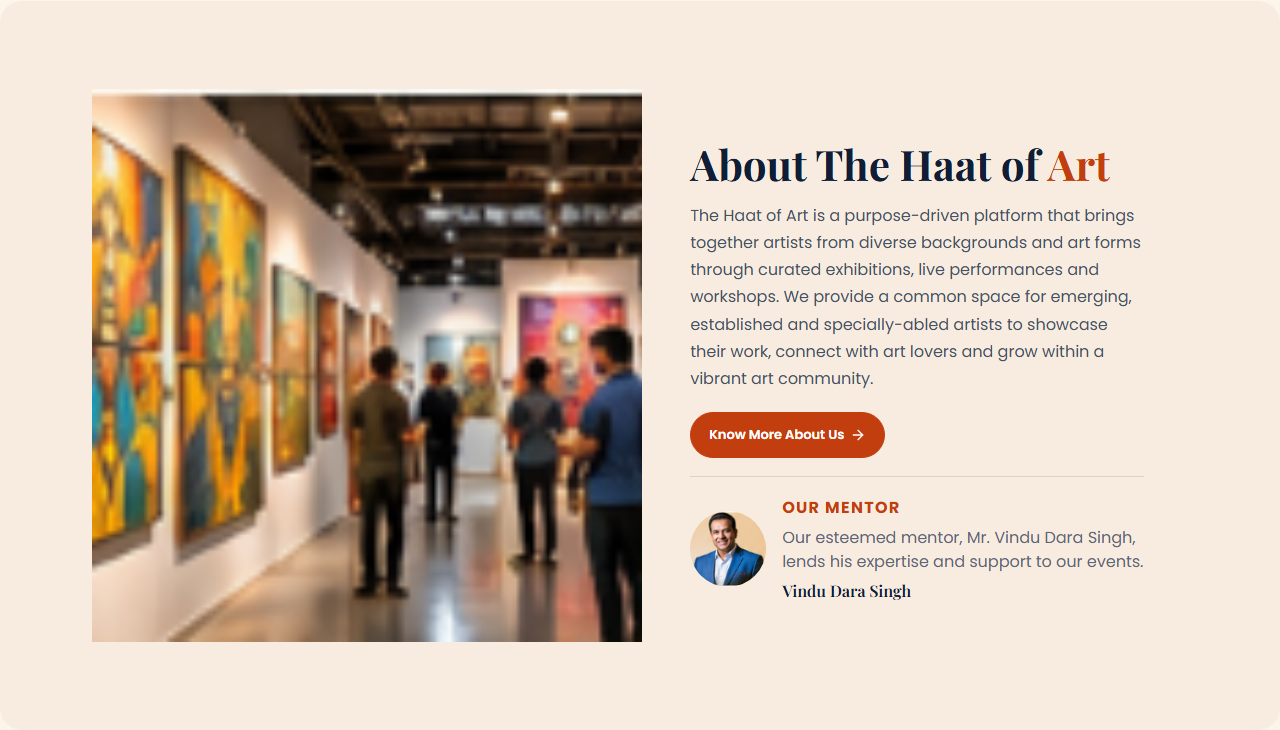 About The Haat of Art
The Haat of Art is a purpose-driven platform that brings
together artists from diverse backgrounds and art forms
through curated exhibitions, live performances and
workshops. We provide a common space for emerging,
established and specially-abled artists to showcase
their work, connect with art lovers and grow within a
vibrant art community.
Know More About Us →
OUR MENTOR
Our esteemed mentor, Mr. Vindu Dara Singh,
lends his expertise and support to our events.
Vindu Dara Singh